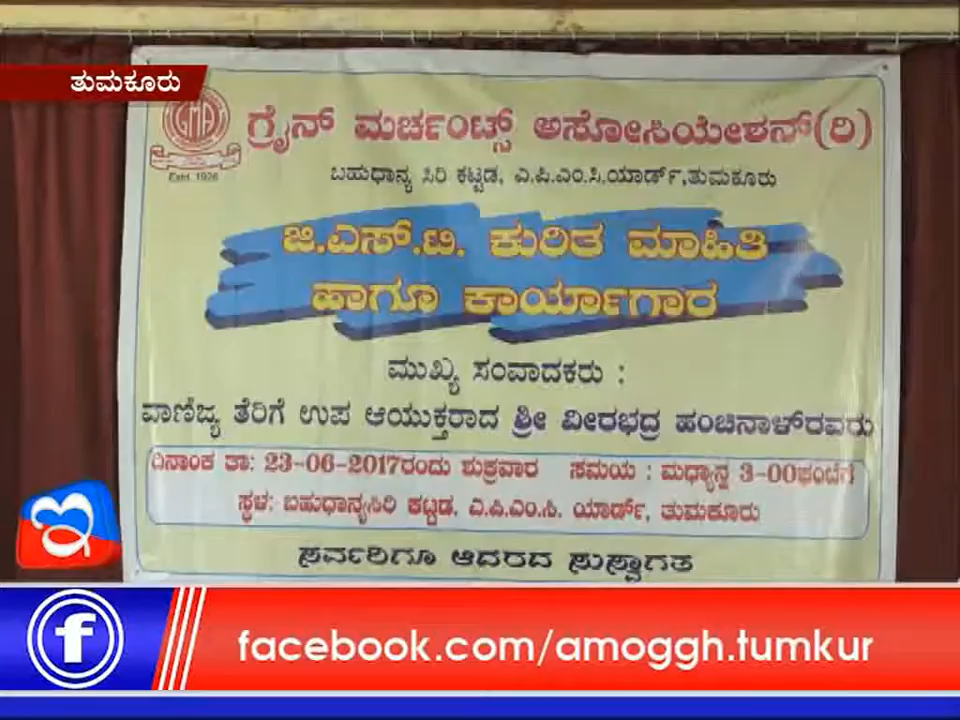 ತುಮಕೂರು
GMA
ಗ್ರೈನ್ ಮರ್ಚಂಟ್ಸ್ ಅಸೋಸಿಯೇಶನ್(ರಿ)
Estd. 1926
ಬಹುಧಾನ್ಯ ಸಿರಿ ಕಟ್ಟಡ, ಎ.ಪಿ.ಎಂ.ಸಿ.ಯಾರ್ಡ್,ತುಮಕೂರು
ಜಿ.ಎಸ್.ಟಿ. ಕುರಿತ ಮಾಹಿತಿ
ಹಾಗೂ ಕಾರ್ಯಾಗಾರ
ಮುಖ್ಯ ಸಂವಾದಕರು :
ವಾಣಿಜ್ಯ ತೆರಿಗೆ ಉಪ ಆಯುಕ್ತರಾದ ಶ್ರೀ ವೀರಭದ್ರ ಹಂಚಿನಾಳ್‌ರವರು
ದಿನಾಂಕ ತಾ: 23-06-2017ರಂದು ಶುಕ್ರವಾರ ಸಮಯ : ಮಧ್ಯಾನ್ಹ 3-00ಘಂಟೆಗೆ
ಸ್ಥಳ: ಬಹುಧಾನ್ಯಸಿರಿ ಕಟ್ಟಡ, ಎ.ಪಿ.ಎಂ.ಸಿ. ಯಾರ್ಡ್, ತುಮಕೂರು
ಸರ್ವರಿಗೂ ಆದರದ ಸುಸ್ವಾಗತ
ಇ
f facebook.com/amoggh.tumkur